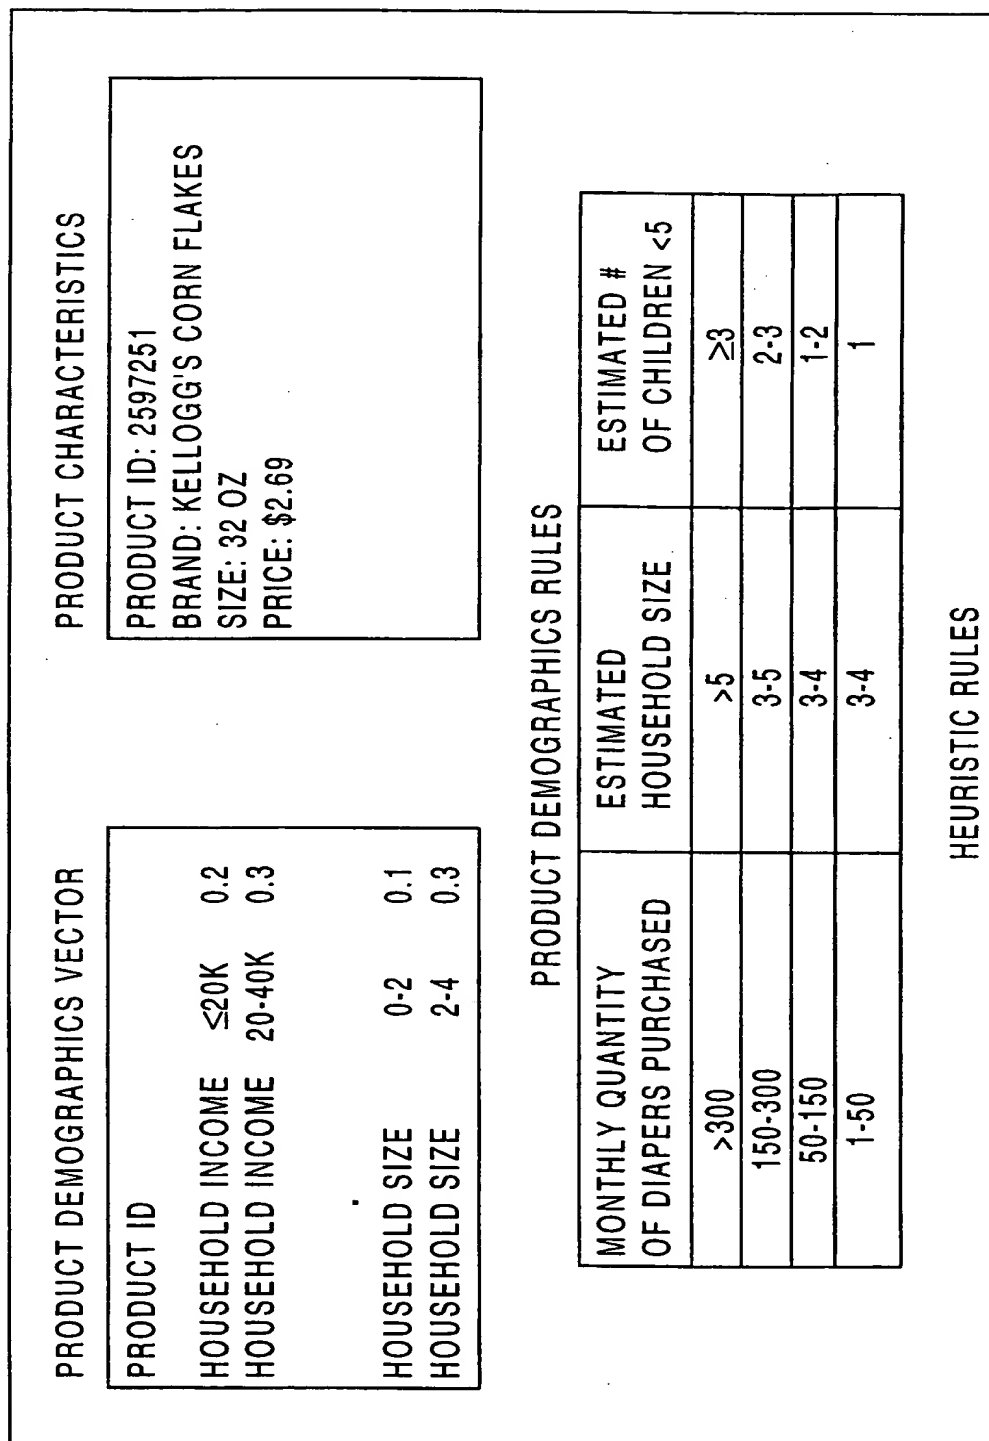 PRODUCT DEMOGRAPHICS VECTOR
PRODUCT ID
HOUSEHOLD INCOME ≤20K 0.2
HOUSEHOLD INCOME 20-40K 0.3
HOUSEHOLD SIZE 0-2 0.1
HOUSEHOLD SIZE 2-4 0.3
PRODUCT CHARACTERISTICS
PRODUCT ID: 2597251
BRAND: KELLOGG'S CORN FLAKES
SIZE: 32 OZ
PRICE: $2.69
PRODUCT DEMOGRAPHICS RULES
MONTHLY QUANTITY
OF DIAPERS PURCHASED
ESTIMATED
HOUSEHOLD SIZE
ESTIMATED #
OF CHILDREN <5
>300 >5 ≥3
150-300 3-5 2-3
50-150 3-4 1-2
1-50 3-4 1
HEURISTIC RULES